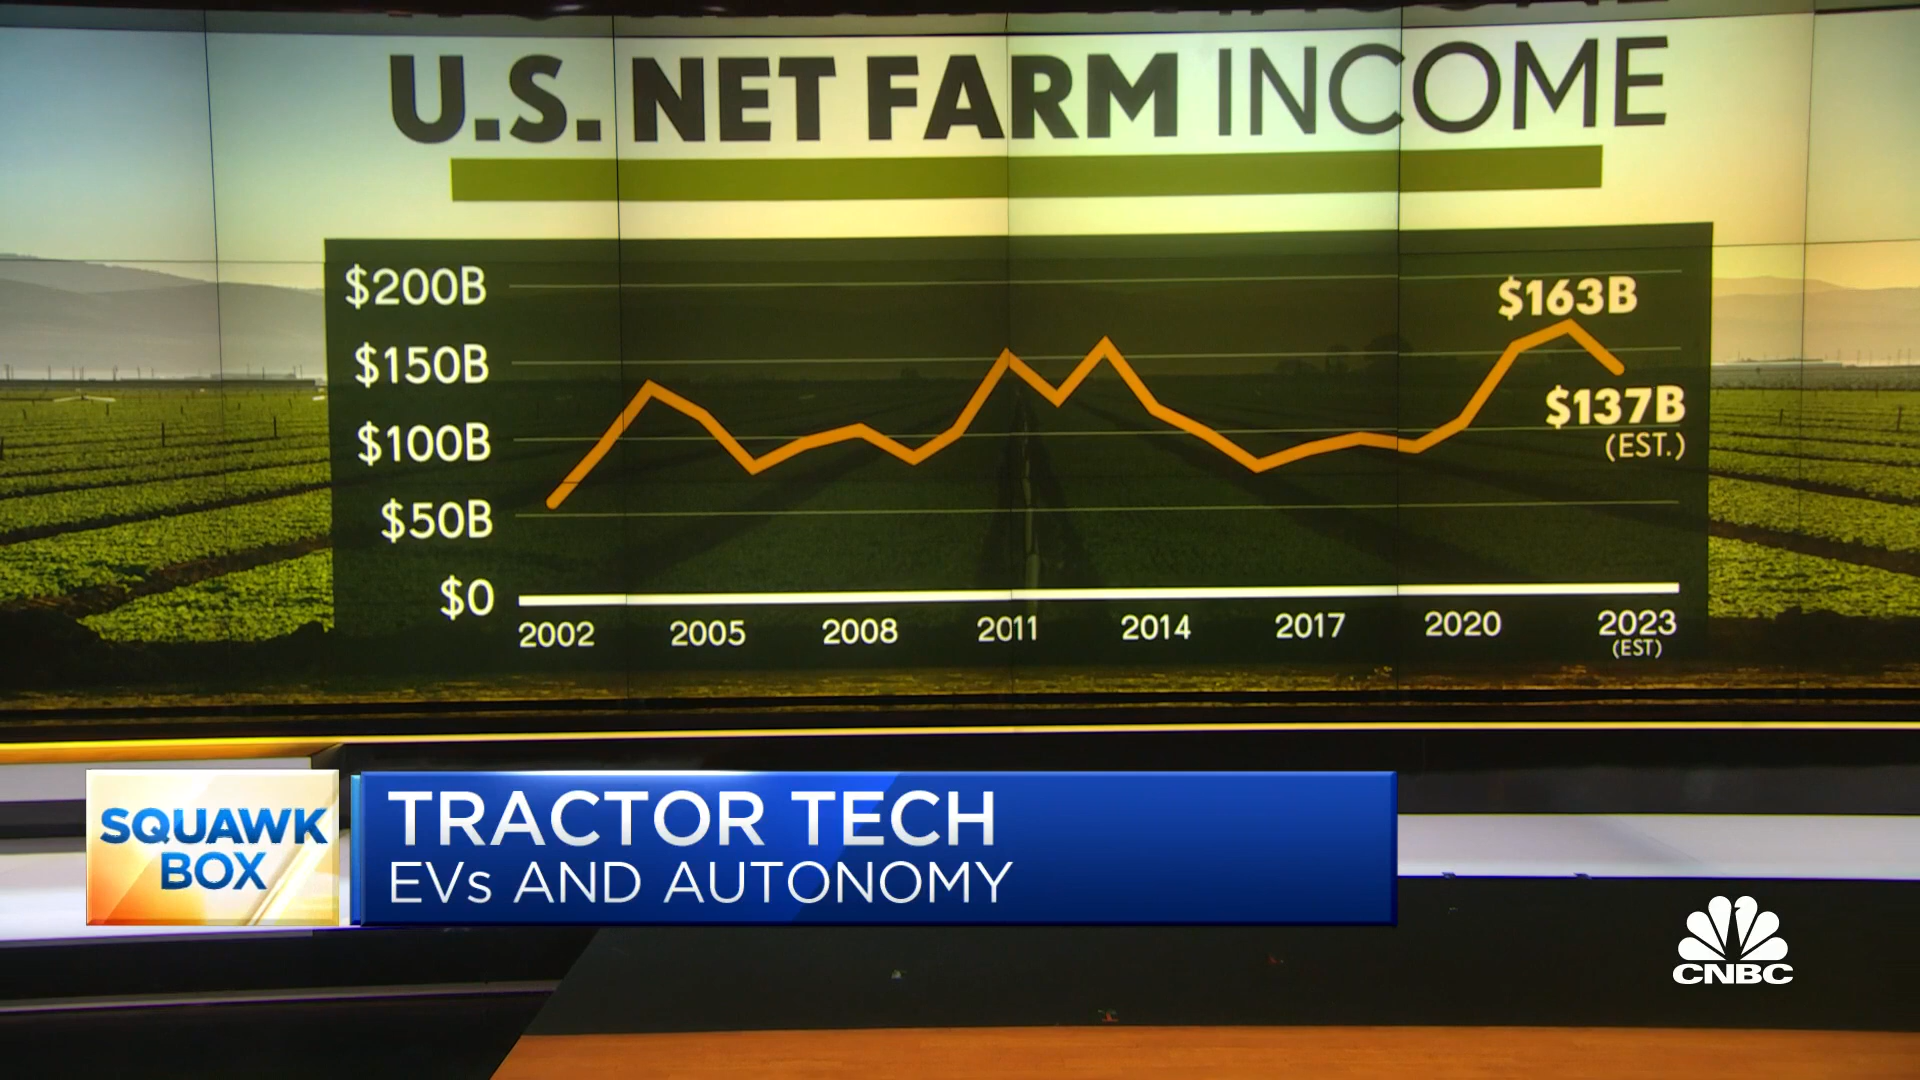 U.S. NET FARM INCOME
$200B
$150B
$100B
$50B
$0
$163B
$137B
(EST.)
2002 2005 2008 2011 2014 2017 2020 2023
(EST)
SQUAWK
BOX
TRACTOR TECH
EVs AND AUTONOMY
CNBC